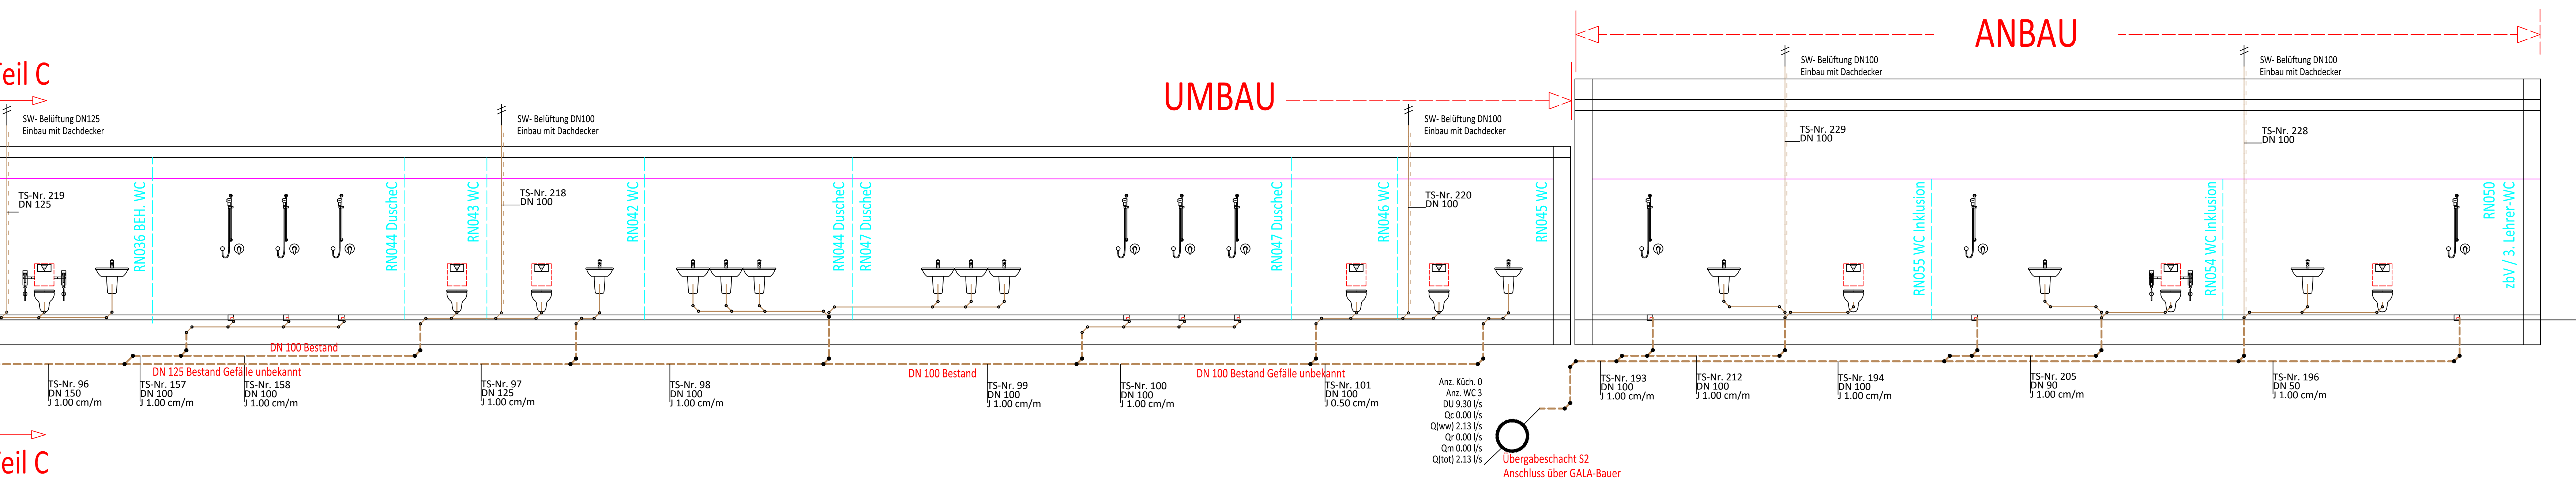 Teil C
UMBAU
ANBAU
SW- Belüftung DN125
Einbau mit Dachdecker
SW- Belüftung DN100
Einbau mit Dachdecker
SW- Belüftung DN100
Einbau mit Dachdecker
SW- Belüftung DN100
Einbau mit Dachdecker
SW- Belüftung DN100
Einbau mit Dachdecker
TS-Nr. 219
DN 125
TS-Nr. 218
DN 100
TS-Nr. 220
DN 100
TS-Nr. 229
DN 100
TS-Nr. 228
DN 100
RN036 BEH. WC
RN044 DuscheC
RN043 WC
RN042 WC
RN044 DuscheC
RN047 DuscheC
RN047 DuscheC
RN046 WC
RN045 WC
RN055 WC Inklusion
RN054 WC Inklusion
RN050
zbV / 3. Lehrer-WC
DN 100 Bestand
DN 125 Bestand Gefälle unbekannt
DN 100 Bestand
DN 100 Bestand Gefälle unbekannt
TS-Nr. 96
DN 150
J 1.00 cm/m
TS-Nr. 157
DN 100
J 1.00 cm/m
TS-Nr. 158
DN 100
J 1.00 cm/m
TS-Nr. 97
DN 125
J 1.00 cm/m
TS-Nr. 98
DN 100
J 1.00 cm/m
TS-Nr. 99
DN 100
J 1.00 cm/m
TS-Nr. 100
DN 100
J 1.00 cm/m
TS-Nr. 101
DN 100
J 0.50 cm/m
Anz. Küch. 0
Anz. WC 3
DU 9.30 l/s
Qc 0.00 l/s
Q(ww) 2.13 l/s
Qr 0.00 l/s
Qm 0.00 l/s
Q(tot) 2.13 l/s
TS-Nr. 193
DN 100
J 1.00 cm/m
TS-Nr. 212
DN 100
J 1.00 cm/m
TS-Nr. 194
DN 100
J 1.00 cm/m
TS-Nr. 205
DN 90
J 1.00 cm/m
TS-Nr. 196
DN 50
J 1.00 cm/m
Übergabeschacht S2
Anschluss über GALA-Bauer
Teil C